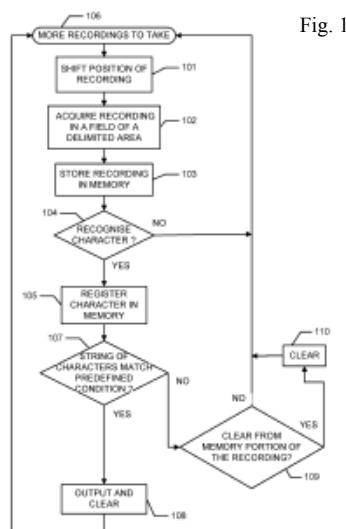 Fig. 1
106
MORE RECORDINGS TO TAKE
SHIFT POSITION OF
RECORDING
101
ACQUIRE RECORDING
IN A FIELD OF A
DELIMITED AREA
102
STORE RECORDING
IN MEMORY
103
104
RECOGNISE
CHARACTER ?
NO
YES
105
REGISTER
CHARACTER IN
MEMORY
107
STRING OF
CHARACTERS MATCH
PREDEFINED
CONDITION ?
NO
YES
110
CLEAR
NO
YES
CLEAR FROM
MEMORY PORTION
OF THE RECORDING?
109
OUTPUT AND
CLEAR
108